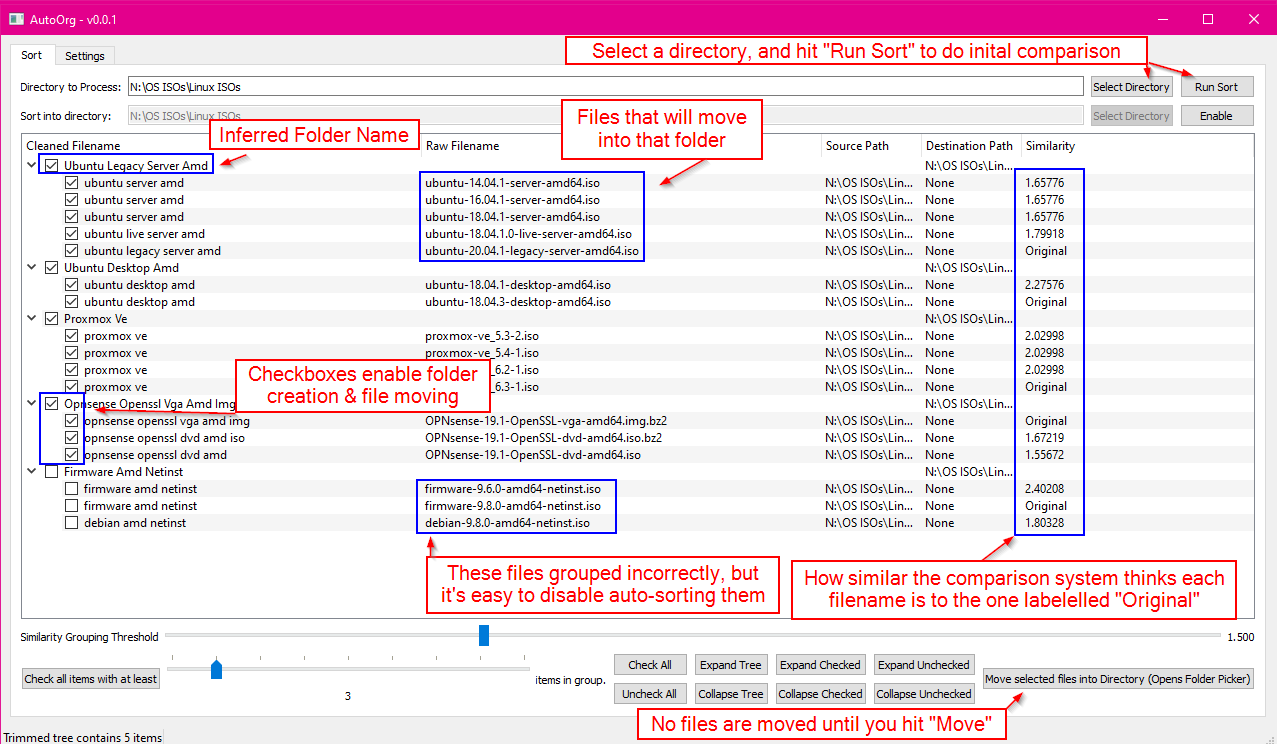 AutoOrg - v0.0.1
Sort Settings
Select a directory, and hit "Run Sort" to do inital comparison
Directory to Process: N:\OS ISOs\Linux ISOs Select Directory Run Sort
Sort into directory: N:\OS ISOs\Linux ISOs Select Directory Enable
Inferred Folder Name
Files that will move
into that folder
Cleaned Filename Raw Filename Source Path Destination Path Similarity
Ubuntu Legacy Server Amd N:\OS ISOs\Lin...
ubuntu server amd ubuntu-14.04.1-server-amd64.iso N:\OS ISOs\Lin... None 1.65776
ubuntu server amd ubuntu-16.04.1-server-amd64.iso N:\OS ISOs\Lin... None 1.65776
ubuntu server amd ubuntu-18.04.1-server-amd64.iso N:\OS ISOs\Lin... None 1.65776
ubuntu live server amd ubuntu-18.04.1.0-live-server-amd64.iso N:\OS ISOs\Lin... None 1.79918
ubuntu legacy server amd ubuntu-20.04.1-legacy-server-amd64.iso N:\OS ISOs\Lin... None Original
Ubuntu Desktop Amd N:\OS ISOs\Lin...
ubuntu desktop amd ubuntu-18.04.1-desktop-amd64.iso N:\OS ISOs\Lin... None 2.27576
ubuntu desktop amd ubuntu-18.04.3-desktop-amd64.iso N:\OS ISOs\Lin... None Original
Proxmox Ve N:\OS ISOs\Lin...
proxmox ve proxmox-ve_5.3-2.iso N:\OS ISOs\Lin... None 2.02998
proxmox ve proxmox-ve_5.4-1.iso N:\OS ISOs\Lin... None 2.02998
proxmox ve _6.2-1.iso N:\OS ISOs\Lin... None 2.02998
proxmox ve _6.3-1.iso N:\OS ISOs\Lin... None Original
Checkboxes enable folder
creation & file moving
Opnsense Openssl Vga Amd Img N:\OS ISOs\Lin...
opnsense openssl vga amd img OPNsense-19.1-OpenSSL-vga-amd64.img.bz2 N:\OS ISOs\Lin... None Original
opnsense openssl dvd amd iso OPNsense-19.1-OpenSSL-dvd-amd64.iso.bz2 N:\OS ISOs\Lin... None 1.67219
opnsense openssl dvd amd OPNsense-19.1-OpenSSL-dvd-amd64.iso N:\OS ISOs\Lin... None 1.55672
Firmware Amd Netinst N:\OS ISOs\Lin...
firmware amd netinst firmware-9.6.0-amd64-netinst.iso N:\OS ISOs\Lin... None 2.40208
firmware amd netinst firmware-9.8.0-amd64-netinst.iso N:\OS ISOs\Lin... None Original
debian amd netinst debian-9.8.0-amd64-netinst.iso N:\OS ISOs\Lin... None 1.80328
These files grouped incorrectly, but
it's easy to disable auto-sorting them
How similar the comparison system thinks each
filename is to the one labelelled "Original"
Similarity Grouping Threshold 1.500
Check all items with at least 3 items in group.
Check All Expand Tree Expand Checked Expand Unchecked
Uncheck All Collapse Tree Collapse Checked Collapse Unchecked
Move selected files into Directory (Opens Folder Picker)
No files are moved until you hit "Move"
Trimmed tree contains 5 items